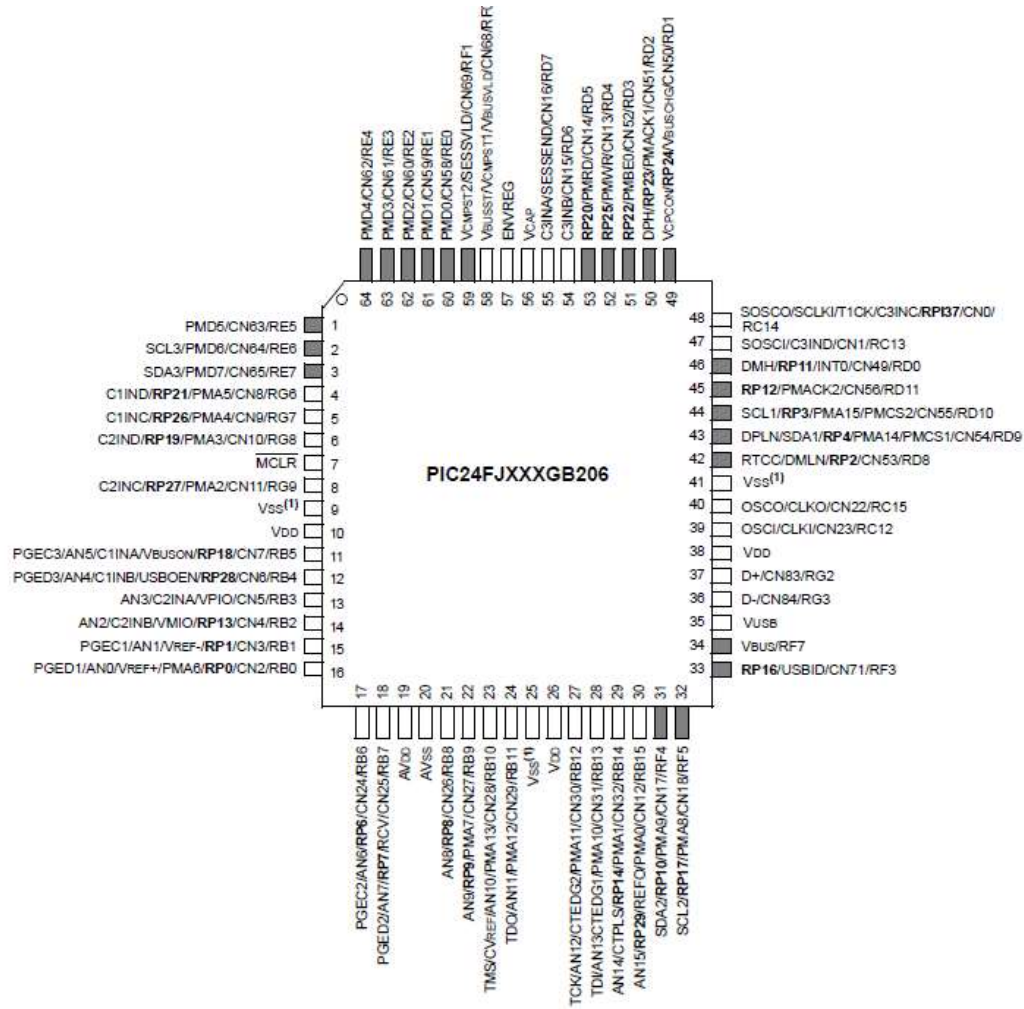 PMD4/CN62/RE4
PMD3/CN61/RE3
PMD2/CN60/RE2
PMD1/CN59/RE1
PMD0/CN58/RE0
VCMPST2/SESSVLD/CN69/RF1
VBUSST/VCMPST1/VBUSVLD/CN68/RF
ENVREG
VCAP
C3INA/SESSEND/CN16/RD7
C3INB/CN15/RD6
RP20/PMRD/CN14/RD5
RP25/PMWR/CN13/RD4
RP22/PMBE0/CN52/RD3
DPH/RP23/PMACK1/CN51/RD2
VCPCON/RP24/VBUSCHG/CN50/RD1
64 63 62 61 60 59 58 57 56 55 54 53 52 51 50 49
PMD5/CN63/RE5 1
SCL3/PMD6/CN64/RE6 2
SDA3/PMD7/CN65/RE7 3
C1IND/RP21/PMA5/CN8/RG6 4
C1INC/RP26/PMA4/CN9/RG7 5
C2IND/RP19/PMA3/CN10/RG8 6
MCLR 7
C2INC/RP27/PMA2/CN11/RG9 8
VSS(1) 9
VDD 10
PGEC3/AN5/C1INA/VBUSON/RP18/CN7/RB5 11
PGED3/AN4/C1INB/USBOEN/RP28/CN6/RB4 12
AN3/C2INA/VPIO/CN5/RB3 13
AN2/C2INB/VMIO/RP13/CN4/RB2 14
PGEC1/AN1/VREF-/RP1/CN3/RB1 15
PGED1/AN0/VREF+/PMA6/RP0/CN2/RB0 16
PIC24FJXXXGB206
48 SOSCO/SCLKI/T1CK/C3INC/RPI37/CN0/
RC14
47 SOSCI/C3IND/CN1/RC13
46 DMH/RP11/INT0/CN49/RD0
45 RP12/PMACK2/CN56/RD11
44 SCL1/RP3/PMA15/PMCS2/CN55/RD10
43 DPLN/SDA1/RP4/PMA14/PMCS1/CN54/RD9
42 RTCC/DMLN/RP2/CN53/RD8
41 VSS(1)
40 OSCO/CLKO/CN22/RC15
39 OSCI/CLKI/CN23/RC12
38 VDD
37 D+/CN83/RG2
36 D-/CN84/RG3
35 VUSB
34 VBUS/RF7
33 RP16/USBID/CN71/RF3
17 18 19 20 21 22 23 24 25 26 27 28 29 30 31 32
PGEC2/AN6/RP6/CN24/RB6
PGED2/AN7/RP7/RCV/CN25/RB7
AVDD
AVSS
AN8/RP8/CN26/RB8
AN9/RP9/PMA7/CN27/RB9
TMS/CVREF/AN10/PMA13/CN28/RB10
TDO/AN11/PMA12/CN29/RB11
VSS(1)
VDD
TCK/AN12/CTEDG2/PMA11/CN30/RB12
TDI/AN13CTEDG1/PMA10/CN31/RB13
AN14/CTPLS/RP14/PMA1/CN32/RB14
AN15/RP29/REFO/PMA0/CN12/RB15
SDA2/RP10/PMA9/CN17/RF4
SCL2/RP17/PMA8/CN18/RF5